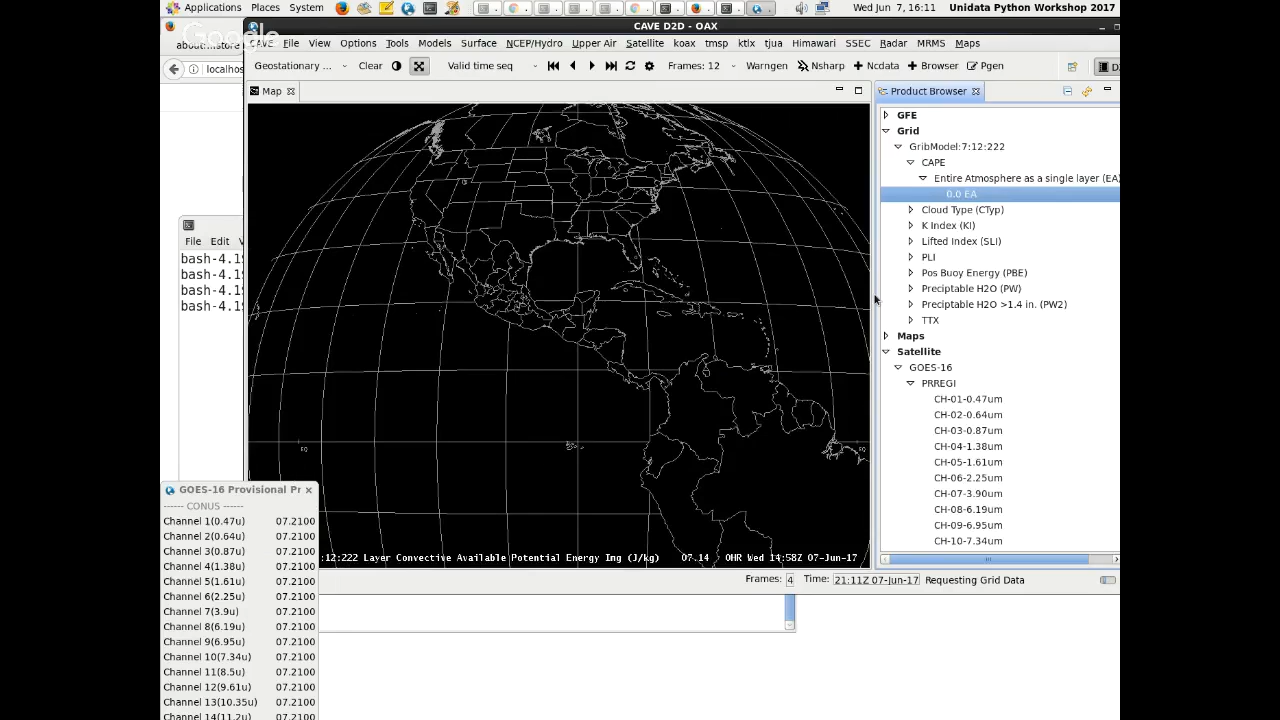 Applications Places System
Wed Jun 7, 16:11 Unidata Python Workshop 2017
Google
about:
store
localhos
CAVE D2D - OAX
CAVE File View Options Tools Models Surface NCEP/Hydro Upper Air Satellite koax tmsp ktlx tjua Himawari SSEC Radar MRMS Maps
Geostationary ... Clear Valid time seq Frames: 12 Warngen Nsharp Ncdata Browser Pgen
Map
Product Browser
GFE
Grid
GribModel:7:12:222
CAPE
Entire Atmosphere as a single layer (EA)
0.0 EA
Cloud Type (CTyp)
K Index (KI)
Lifted Index (SLI)
PLI
Pos Buoy Energy (PBE)
Preciptable H2O (PW)
Preciptable H2O >1.4 in. (PW2)
TTX
Maps
Satellite
GOES-16
PRREGI
CH-01-0.47um
CH-02-0.64um
CH-03-0.87um
CH-04-1.38um
CH-05-1.61um
CH-06-2.25um
CH-07-3.90um
CH-08-6.19um
CH-09-6.95um
CH-10-7.34um
File Edit V
bash-4.1$
bash-4.1$
bash-4.1$
bash-4.1$
EQ
EQ
:12:222 Layer Convective Available Potential Energy Img (J/kg) 07.14 0HR Wed 14:58Z 07-Jun-17
Frames: 4 Time: 21:11Z 07-Jun-17 Requesting Grid Data
GOES-16 Provisional Pr
------ CONUS ------
Channel 1(0.47u) 07.2100
Channel 2(0.64u) 07.2100
Channel 3(0.87u) 07.2100
Channel 4(1.38u) 07.2100
Channel 5(1.61u) 07.2100
Channel 6(2.25u) 07.2100
Channel 7(3.9u) 07.2100
Channel 8(6.19u) 07.2100
Channel 9(6.95u) 07.2100
Channel 10(7.34u) 07.2100
Channel 11(8.5u) 07.2100
Channel 12(9.61u) 07.2100
Channel 13(10.35u) 07.2100
Channel 14(11.2u) 07.2100